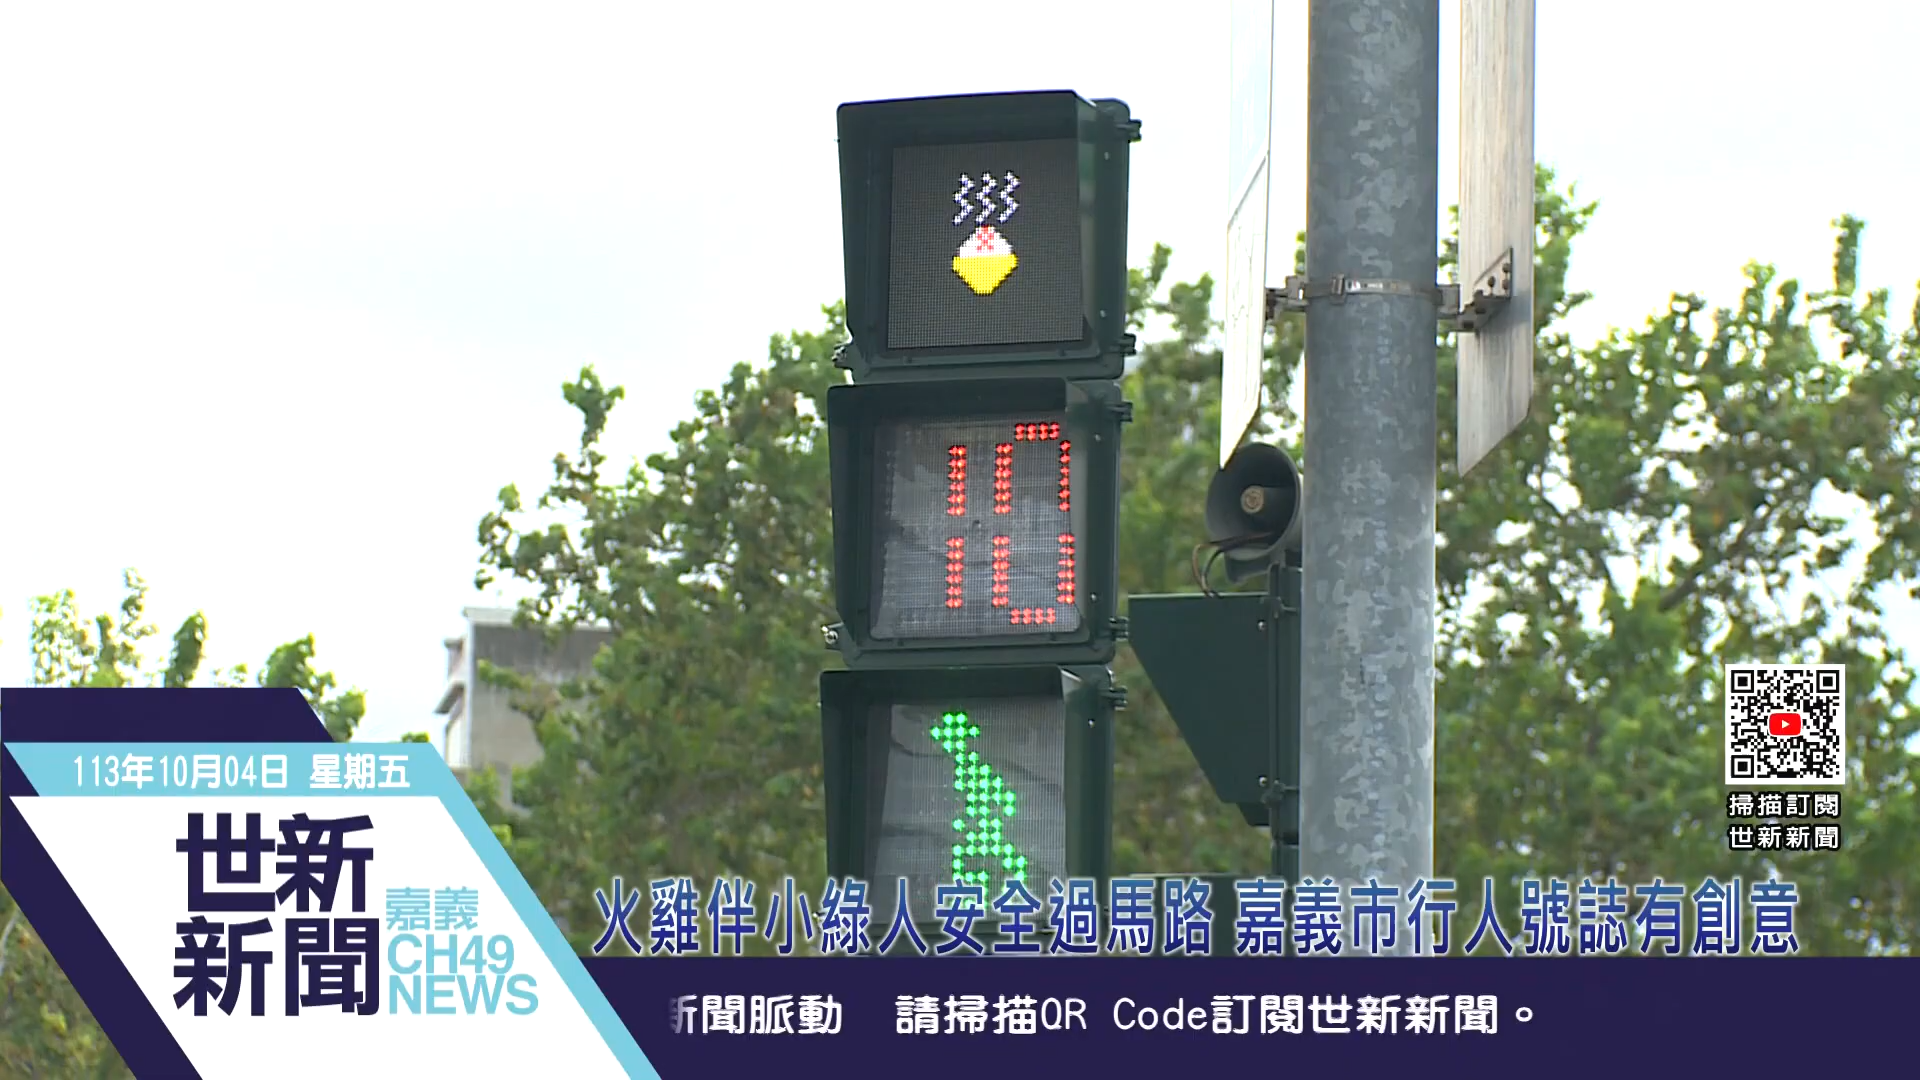 10
10
113年10月04日 星期五
世新
新聞
嘉義
CH49
NEWS
掃描訂閱
世新新聞
火雞伴小綠人安全過馬路 嘉義市行人號誌有創意
新聞脈動 請掃描QR Code訂閱世新新聞。